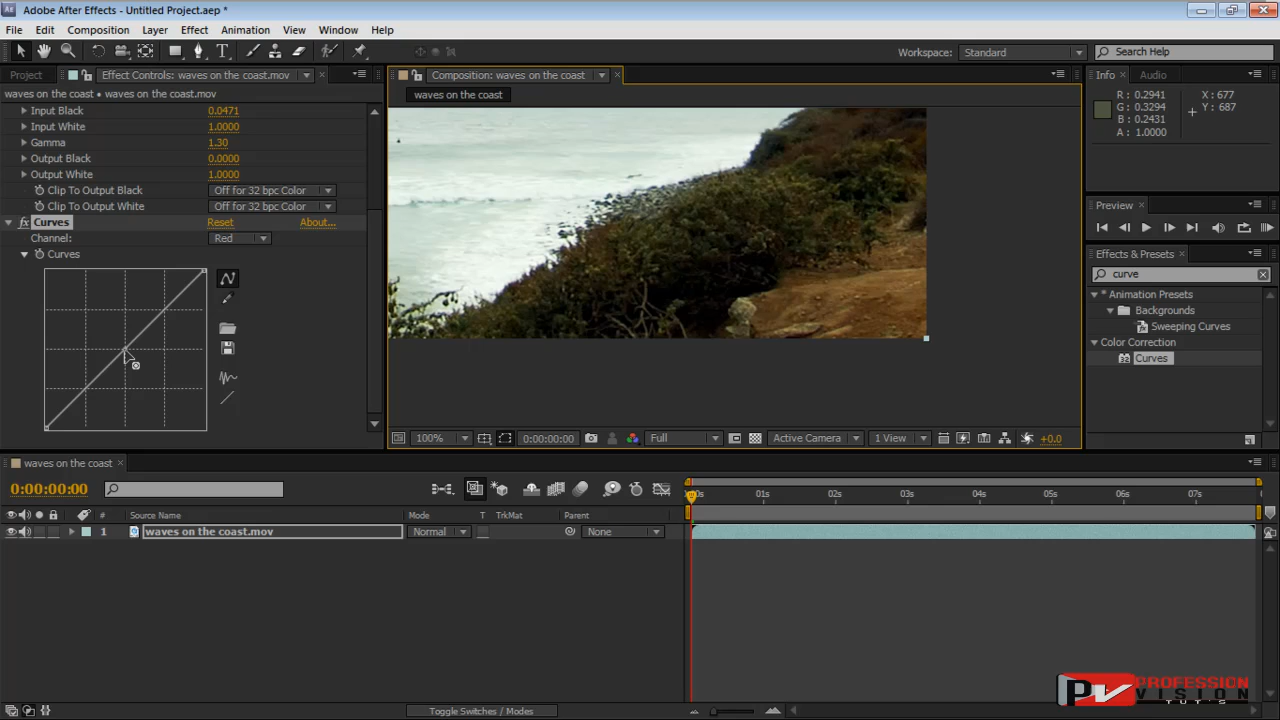 Adobe After Effects - Untitled Project.aep *
File Edit Composition Layer Effect Animation View Window Help
Workspace: Standard Search Help
Project Effect Controls: waves on the coast.mov Composition: waves on the coast Info Audio
waves on the coast • waves on the coast.mov waves on the coast
R: 0.2941 X: 677
G: 0.3294 Y: 687
B: 0.2431
A: 1.0000
Input Black 0.0471
Input White 1.0000
Gamma 1.30
Output Black 0.0000
Output White 1.0000
Clip To Output Black Off for 32 bpc Color
Clip To Output White Off for 32 bpc Color
fx Curves Reset About...
Channel: Red
Curves
Preview
Effects & Presets
curve
* Animation Presets
Backgrounds
Sweeping Curves
Color Correction
32 Curves
100% 0:00:00:00 Full Active Camera 1 View +0.0
waves on the coast
0:00:00:00
01s 02s 03s 04s 05s 06s 07s
# Source Name Mode T TrkMat Parent
1 waves on the coast.mov Normal None
Toggle Switches / Modes
PV PROFESSION
VISION
TUT'S